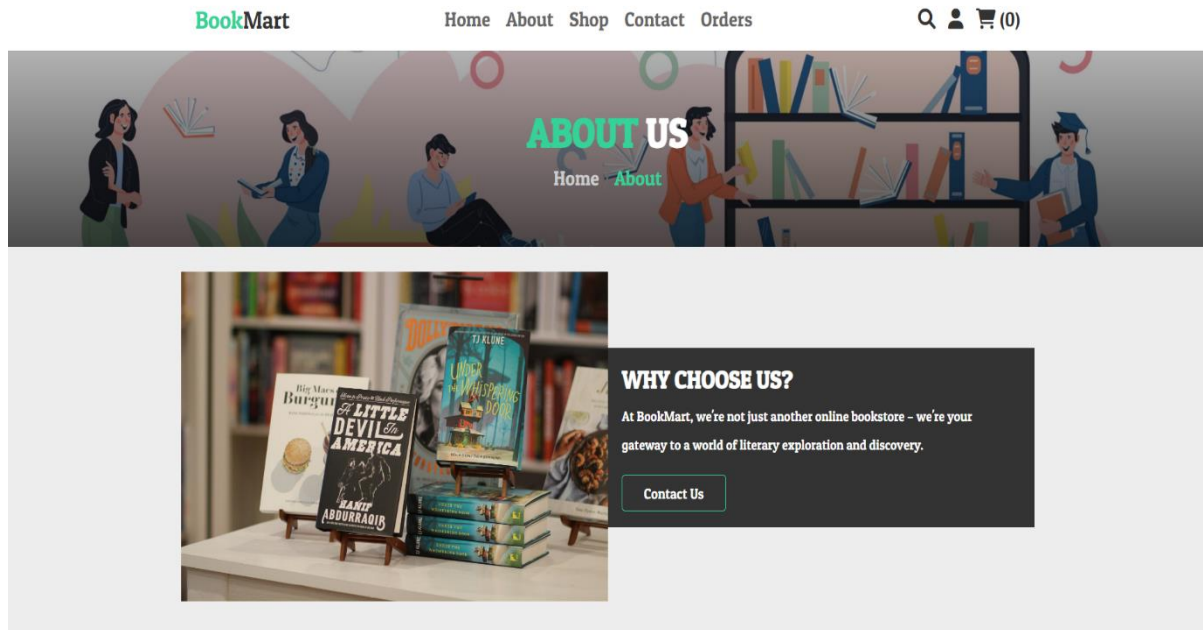 BookMart
Home About Shop Contact Orders
(0)
ABOUT US
Home About
TJ KLUNE
UNDER
THE WHISPERING
DOOR
Big Macs
Burgun
A LITTLE
DEVIL In
AMERICA
HANIF
ABDURRAQIB
WHY CHOOSE US?
At BookMart, we're not just another online bookstore – we're your
gateway to a world of literary exploration and discovery.
Contact Us